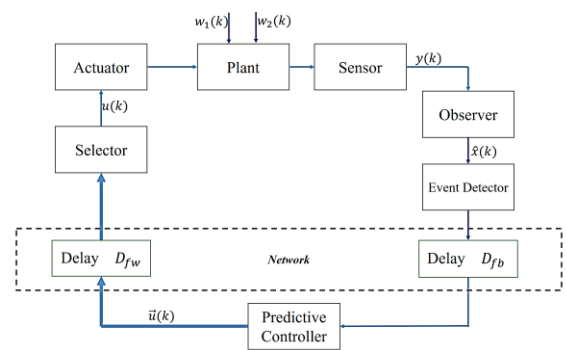 w₁(k) w₂(k)
Actuator
Plant
Sensor
y(k)
u(k)
Observer
Selector
x̂(k)
Event Detector
Delay D_fw
Network
Delay D_fb
u⃗(k)
Predictive
Controller